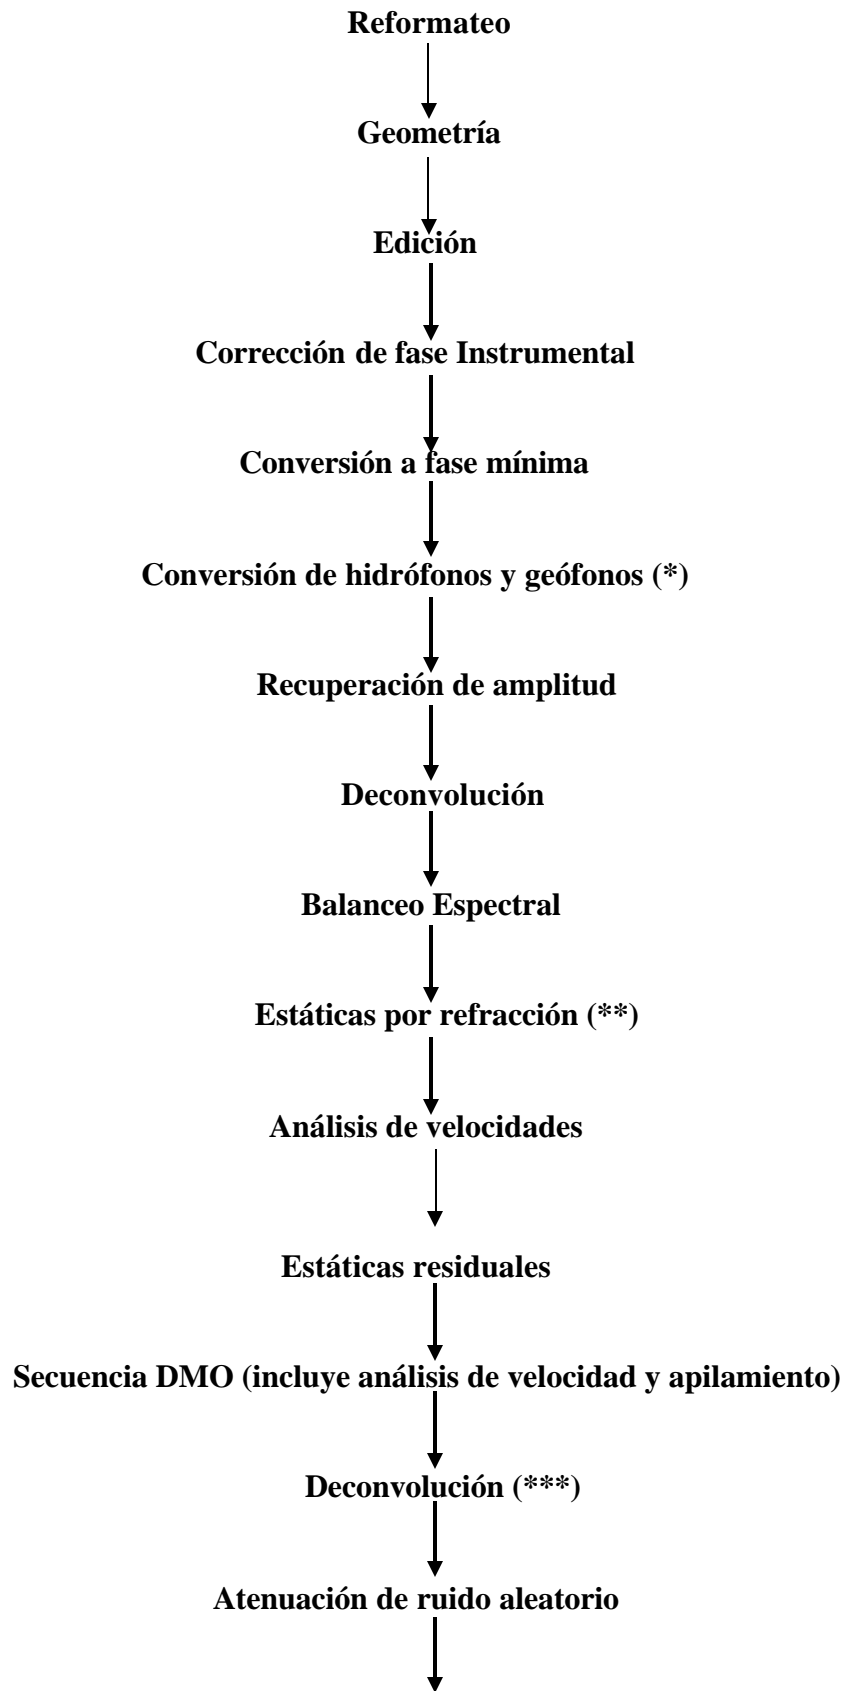 Reformateo
Geometría
Edición
Corrección de fase Instrumental
Conversión a fase mínima
Conversión de hidrófonos y geófonos (*)
Recuperación de amplitud
Deconvolución
Balanceo Espectral
Estáticas por refracción (**)
Análisis de velocidades
Estáticas residuales
Secuencia DMO (incluye análisis de velocidad y apilamiento)
Deconvolución (***)
Atenuación de ruido aleatorio